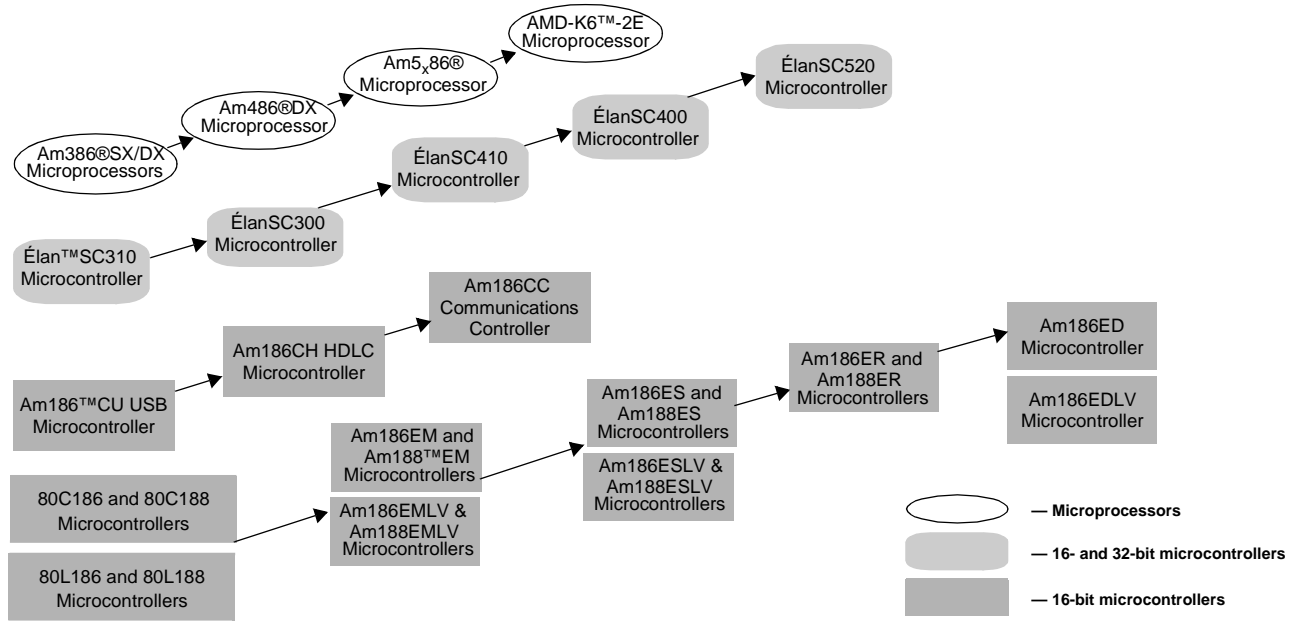 AMD-K6™-2E
Microprocessor
Am5x86®
Microprocessor
Am486®DX
Microprocessor
Am386®SX/DX
Microprocessors
ÉlanSC520
Microcontroller
ÉlanSC400
Microcontroller
ÉlanSC410
Microcontroller
ÉlanSC300
Microcontroller
Élan™SC310
Microcontroller
Am186CC
Communications
Controller
Am186CH HDLC
Microcontroller
Am186™CU USB
Microcontroller
Am186ED
Microcontroller
Am186EDLV
Microcontroller
Am186ER and
Am188ER
Microcontrollers
Am186ES and
Am188ES
Microcontrollers
Am186ESLV &
Am188ESLV
Microcontrollers
Am186EM and
Am188™EM
Microcontrollers
Am186EMLV &
Am188EMLV
Microcontrollers
80C186 and 80C188
Microcontrollers
80L186 and 80L188
Microcontrollers
— Microprocessors
— 16- and 32-bit microcontrollers
— 16-bit microcontrollers